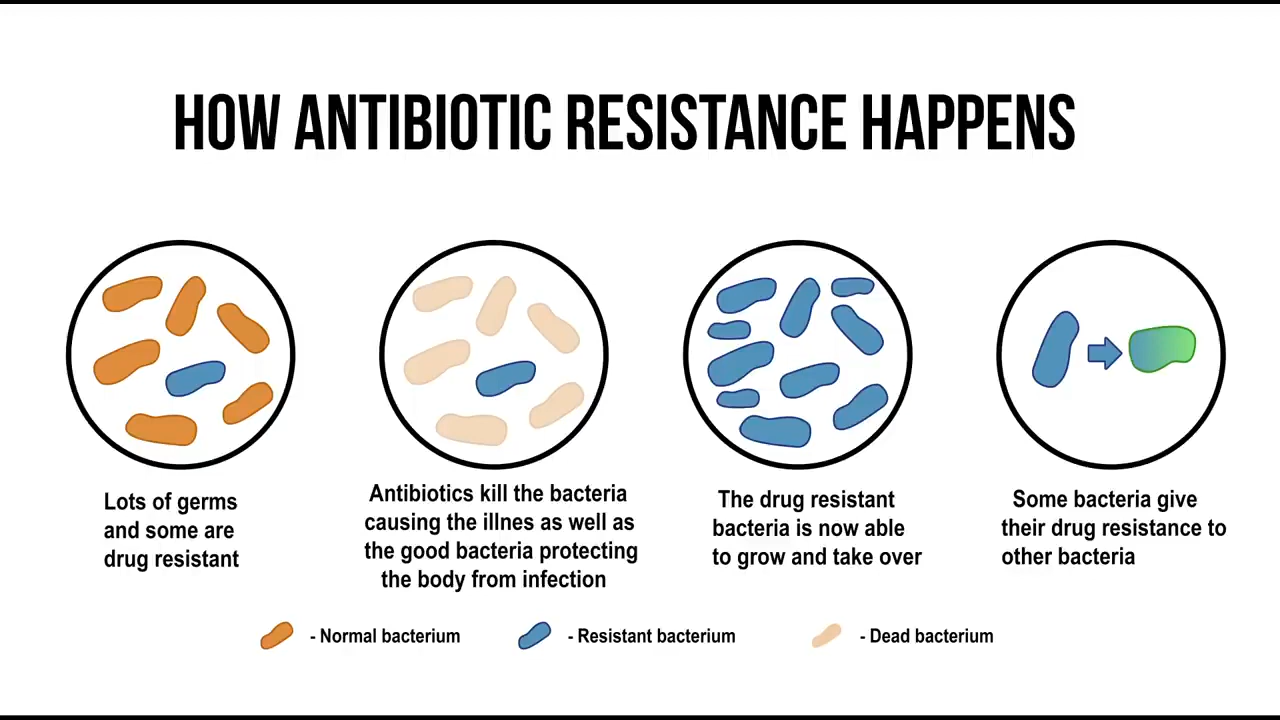 HOW ANTIBIOTIC RESISTANCE HAPPENS
Lots of germs
and some are
drug resistant
Antibiotics kill the bacteria
causing the illnes as well as
the good bacteria protecting
the body from infection
The drug resistant
bacteria is now able
to grow and take over
Some bacteria give
their drug resistance to
other bacteria
- Normal bacterium
- Resistant bacterium
- Dead bacterium